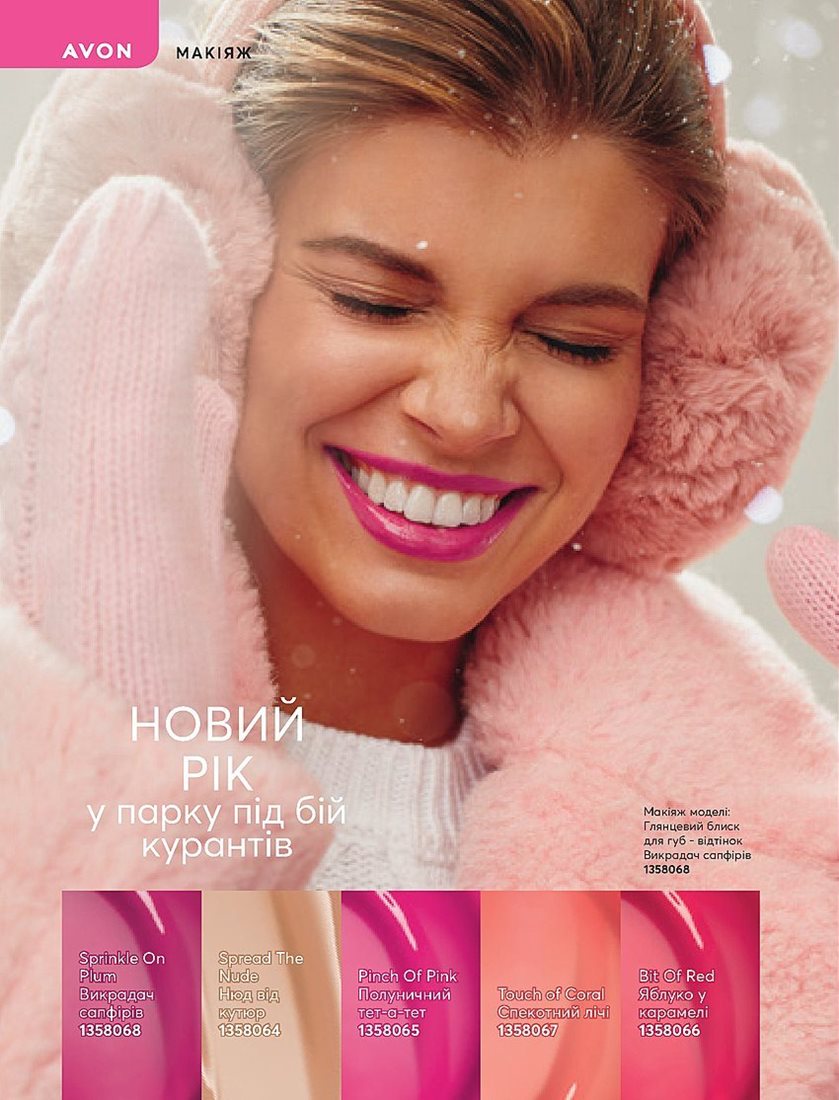 AVON
МАКІЯЖ
НОВИЙ
РІК
у парку під бій
курантів
Макіяж моделі:
Глянцевий блиск
для губ - відтінок
Викрадач сапфірів
1358068
Sprinkle On
Plum
Викрадач
сапфірів
1358068
Spread The
Nude
Нюд від
кутюр
1358064
Pinch Of Pink
Полуничний
тет-а-тет
1358065
Touch of Coral
Спекотний лічі
1358067
Bit Of Red
Яблуко у
карамелі
1358066